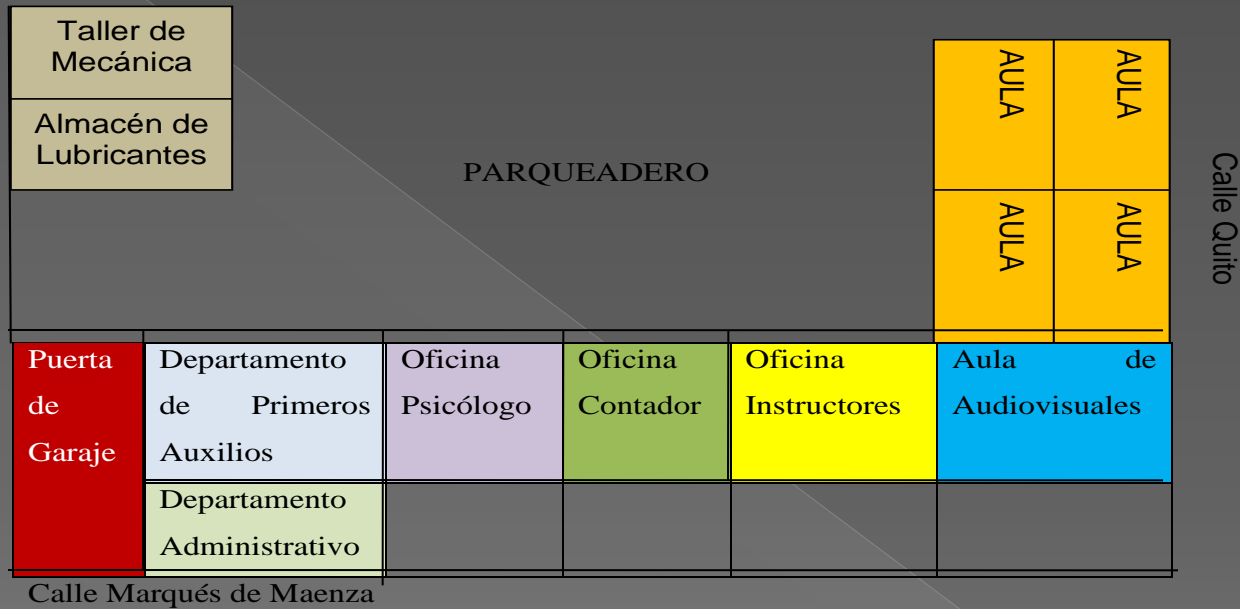 Taller de
Mecánica
Almacén de
Lubricantes
PARQUEADERO
AULA
AULA
AULA
AULA
Calle Quito
Puerta
de
Garaje
Departamento
de Primeros
Auxilios
Oficina
Psicólogo
Oficina
Contador
Oficina
Instructores
Aula de
Audiovisuales
Departamento
Administrativo
Calle Marqués de Maenza